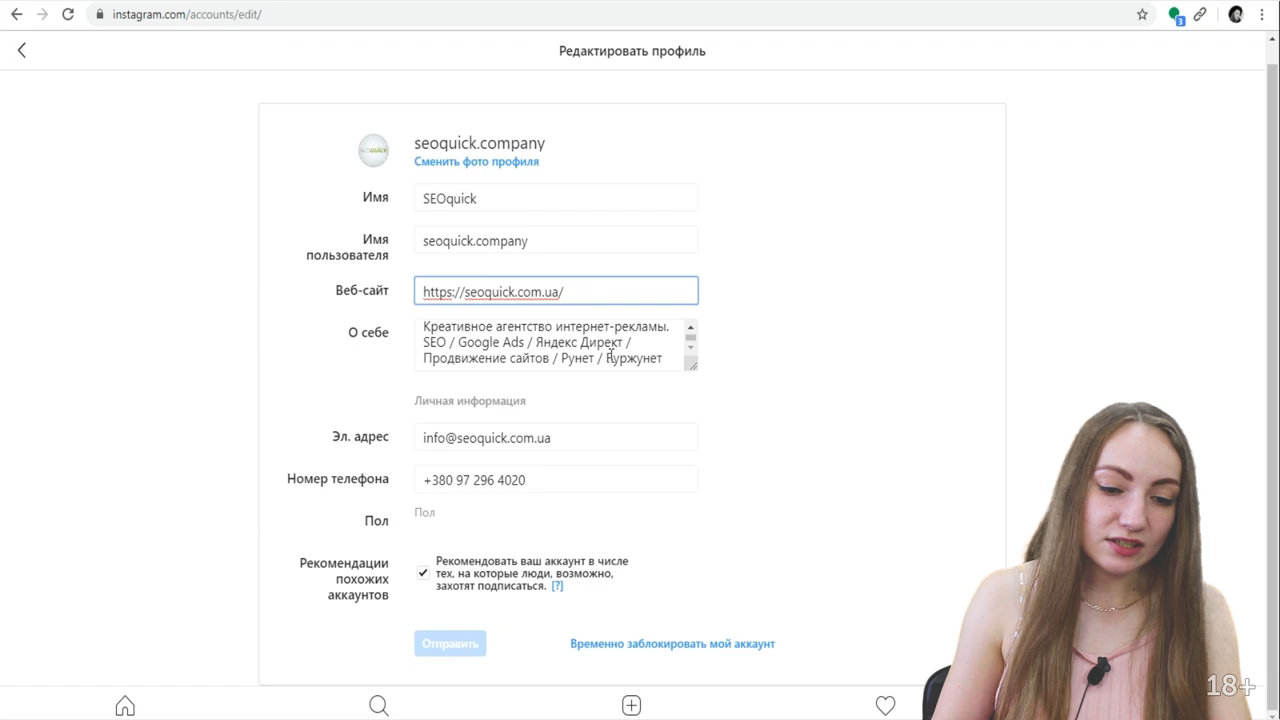 instagram.com/accounts/edit/
3
Редактировать профиль
seoquick
seoquick.company
Сменить фото профиля
Имя
SEOquick
Имя
пользователя
seoquick.company
Веб-сайт
https://seoquick.com.ua/
О себе
Креативное агентство интернет-рекламы.
SEO / Google Ads / Яндекс Директ /
Продвижение сайтов / Рунет / Буржунет
Личная информация
Эл. адрес
info@seoquick.com.ua
Номер телефона
+380 97 296 4020
Пол
Пол
Рекомендации
похожих
аккаунтов
Рекомендовать ваш аккаунт в числе
тех, на которые люди, возможно,
захотят подписаться. [?]
Отправить
Временно заблокировать мой аккаунт
18+